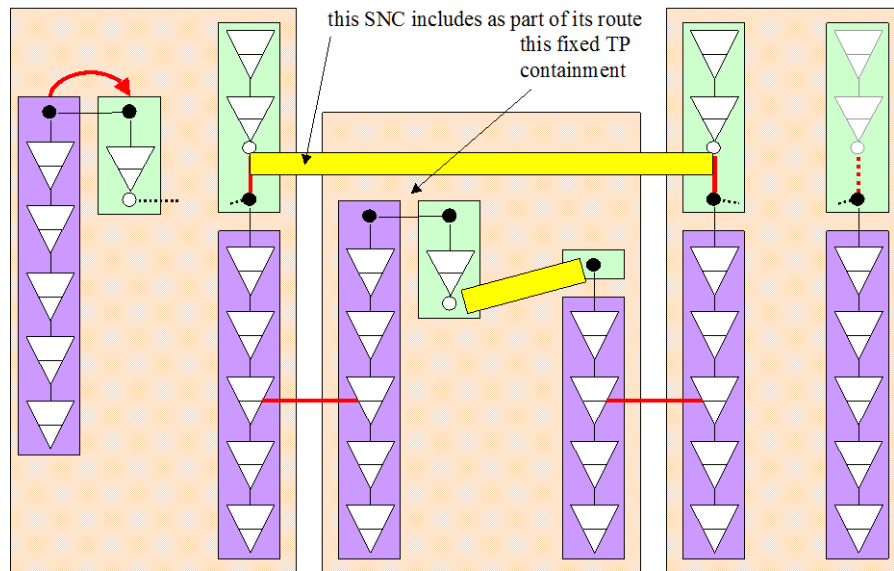 this SNC includes as part of its route
this fixed TP
containment